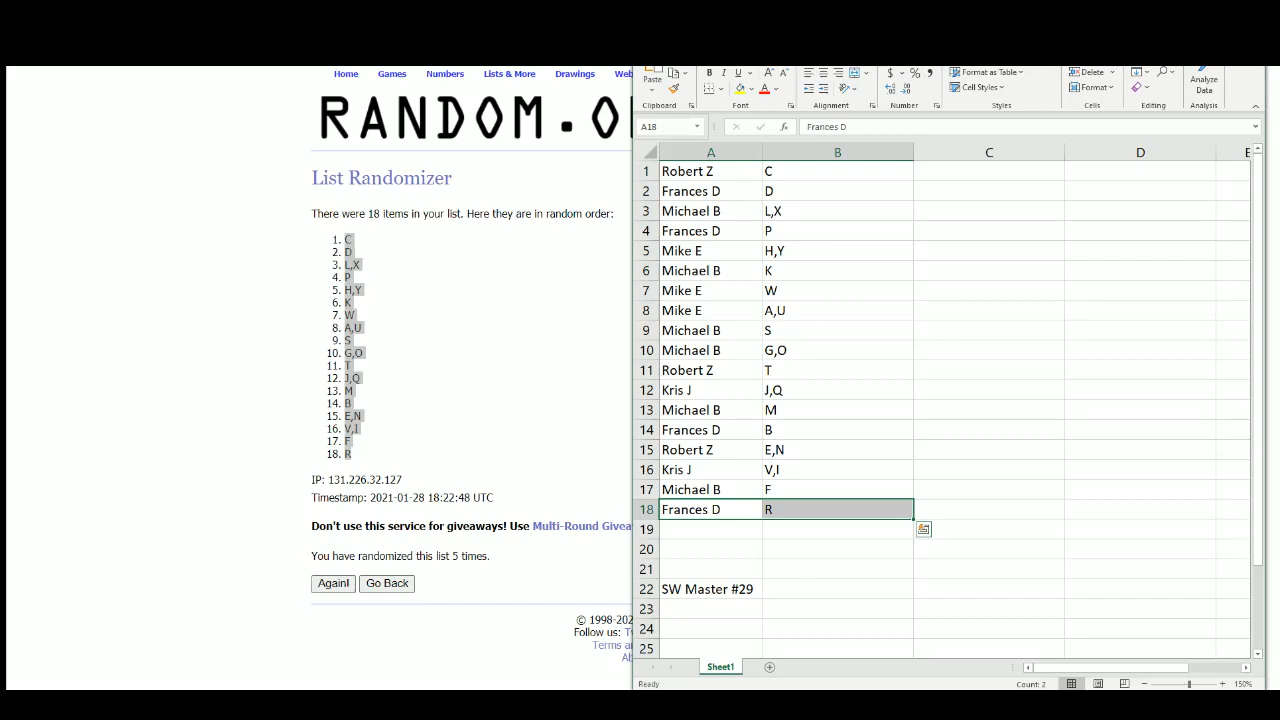 Home Games Numbers Lists & More Drawings
RANDOM.O
List Randomizer
There were 18 items in your list. Here they are in random order:
1. C
2. D
3. L,X
4. P
5. H,Y
6. K
7. W
8. A,U
9. S
10. G,O
11. T
12. J,Q
13. M
14. B
15. E,N
16. V,I
17. F
18. R
IP: 131.226.32.127
Timestamp: 2021-01-28 18:22:48 UTC
Don't use this service for giveaways! Use Multi-Round Givea
You have randomized this list 5 times.
Again! Go Back
© 1998-202
Follow us:
Terms a
Paste
B I U A A
$ % 9
Format as Table
Cell Styles
Delete
Format
Analyze
Data
Clipboard Font Alignment Number Styles Cells Editing Analysis
A18 fx Frances D
A B C D E
1 Robert Z C
2 Frances D D
3 Michael B L,X
4 Frances D P
5 Mike E H,Y
6 Michael B K
7 Mike E W
8 Mike E A,U
9 Michael B S
10 Michael B G,O
11 Robert Z T
12 Kris J J,Q
13 Michael B M
14 Frances D B
15 Robert Z E,N
16 Kris J V,I
17 Michael B F
18 Frances D R
19
20
21
22 SW Master #29
23
24
25
Sheet1
Ready Count: 2 150%